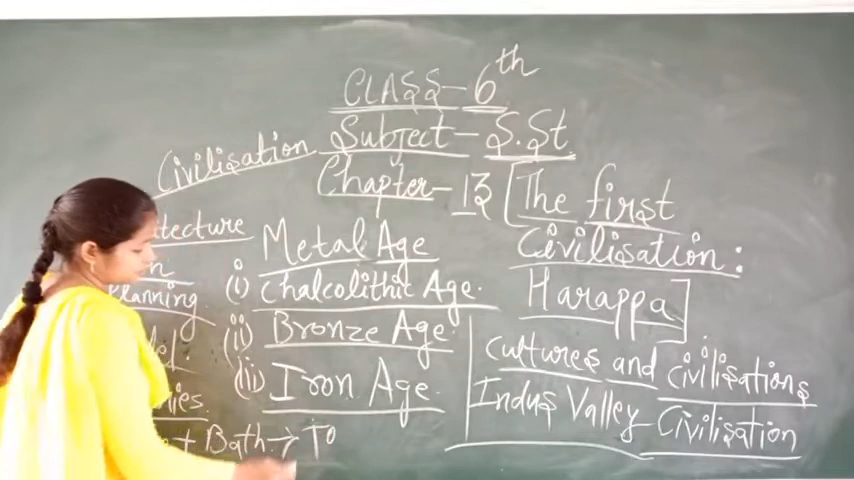 CLASS - 6th
Subject - S.St
Civilisation
Chapter - 13 [The first
Civilisation:
Harappa]
Planning
Metal Age
(i) Chalcolithic Age.
(ii) Bronze Age.
(iii) Iron Age.
Cultures and Civilisations
Indus Valley Civilisation
+ Bath → To